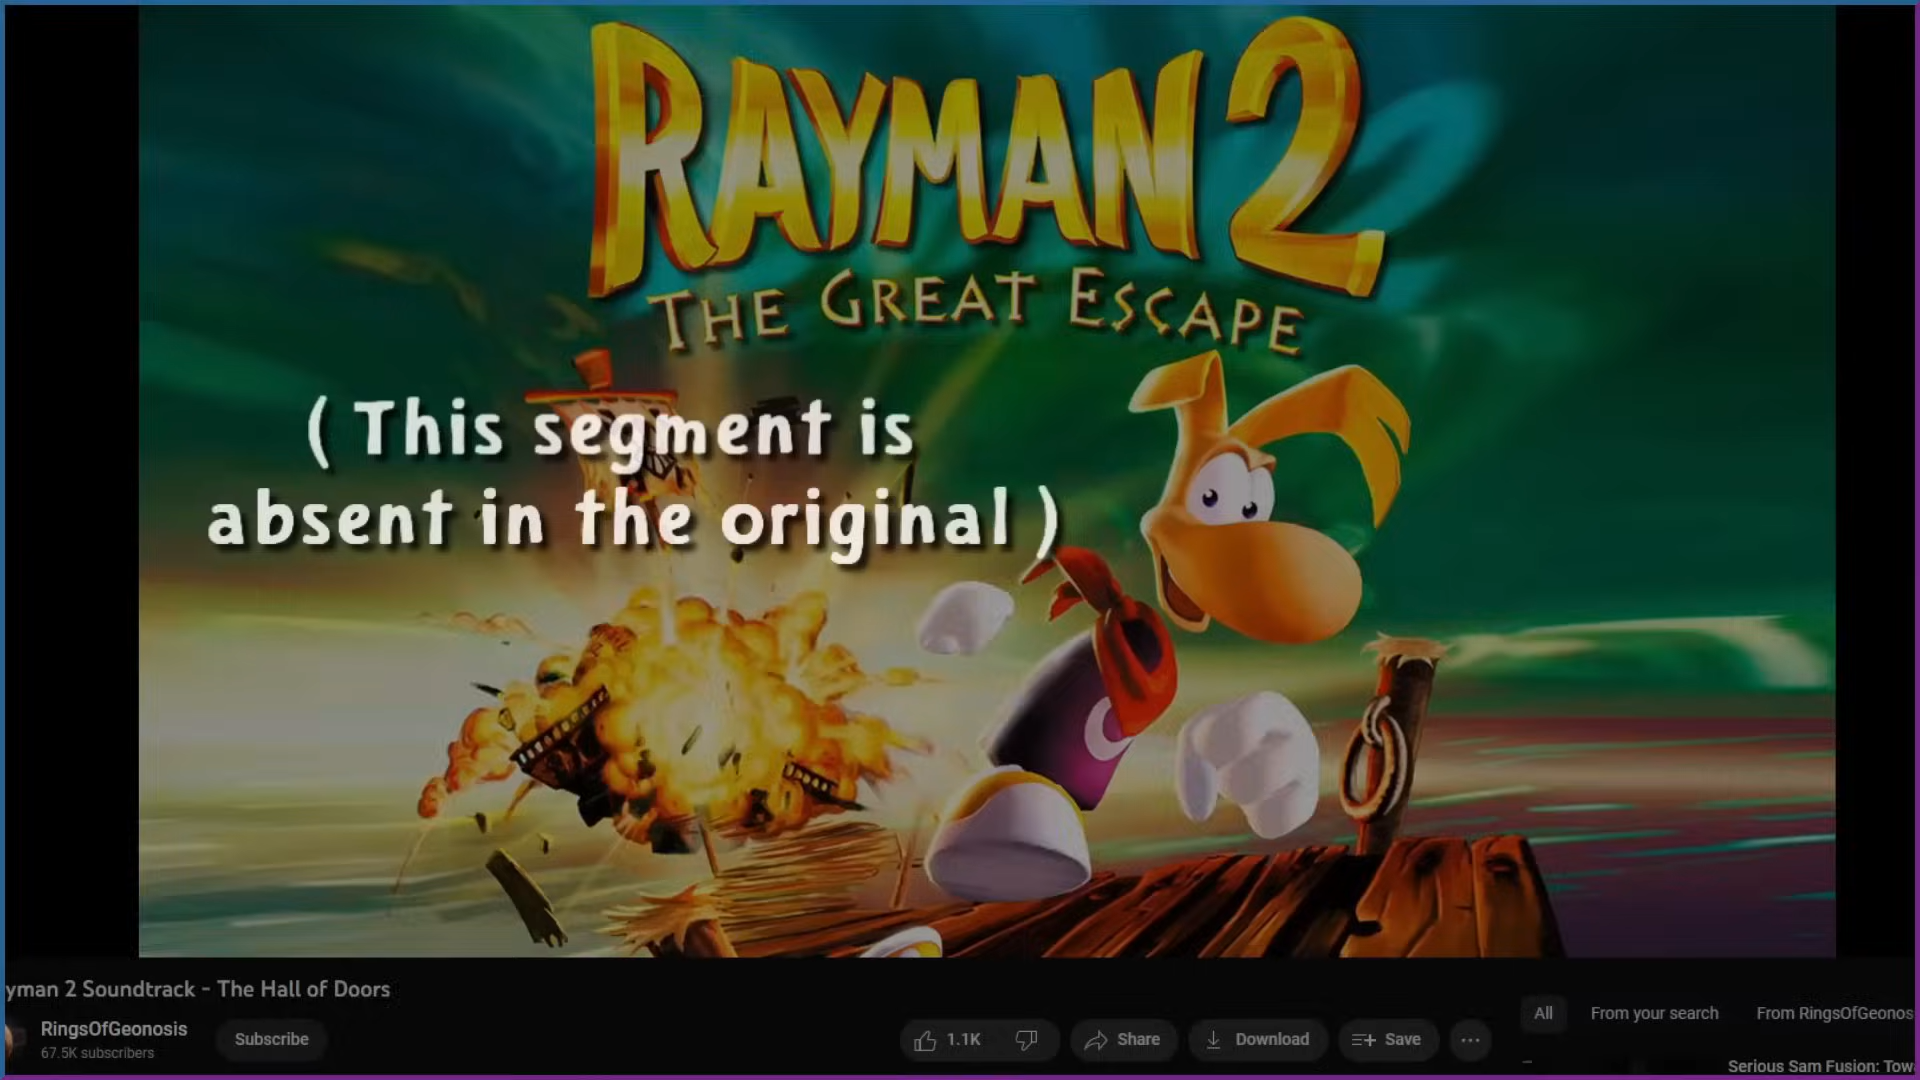 RAYMAN 2
THE GREAT ESCAPE
( This segment is
absent in the original )
yman 2 Soundtrack - The Hall of Doors
RingsOfGeonosis
67.5K subscribers
Subscribe
1.1K
Share
Download
Save
All
From your search
From RingsOfGeonos
Serious Sam Fusion: Tow